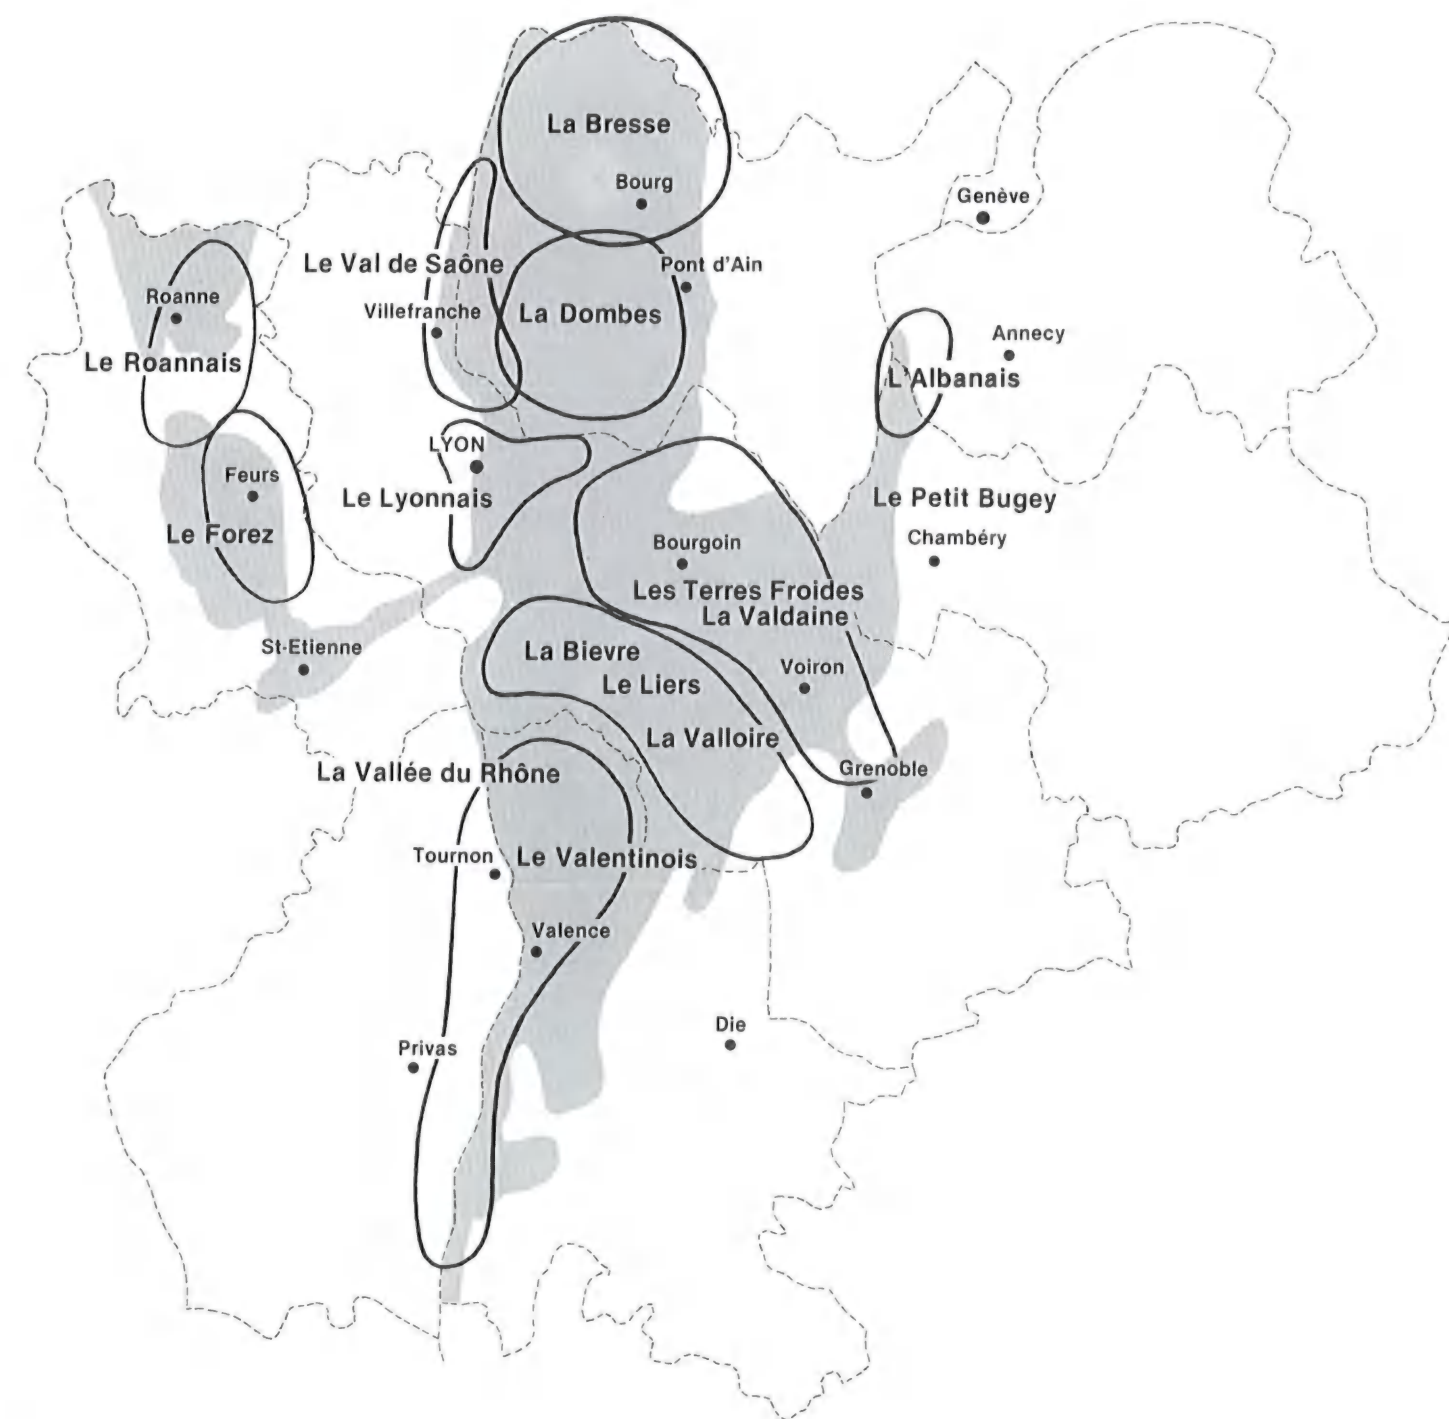 La Bresse
Bourg
Genève
Le Val de Saône
Pont d'Ain
Roanne
Villefranche
La Dombes
Annecy
Le Roannais
L'Albanais
LYON
Feurs
Le Lyonnais
Le Petit Bugey
Le Forez
Bourgoin
Chambéry
Les Terres Froides
La Valdaine
St-Etienne
La Bievre
Voiron
Le Liers
La Valloire
La Vallée du Rhône
Grenoble
Tournon
Le Valentinois
Valence
Die
Privas